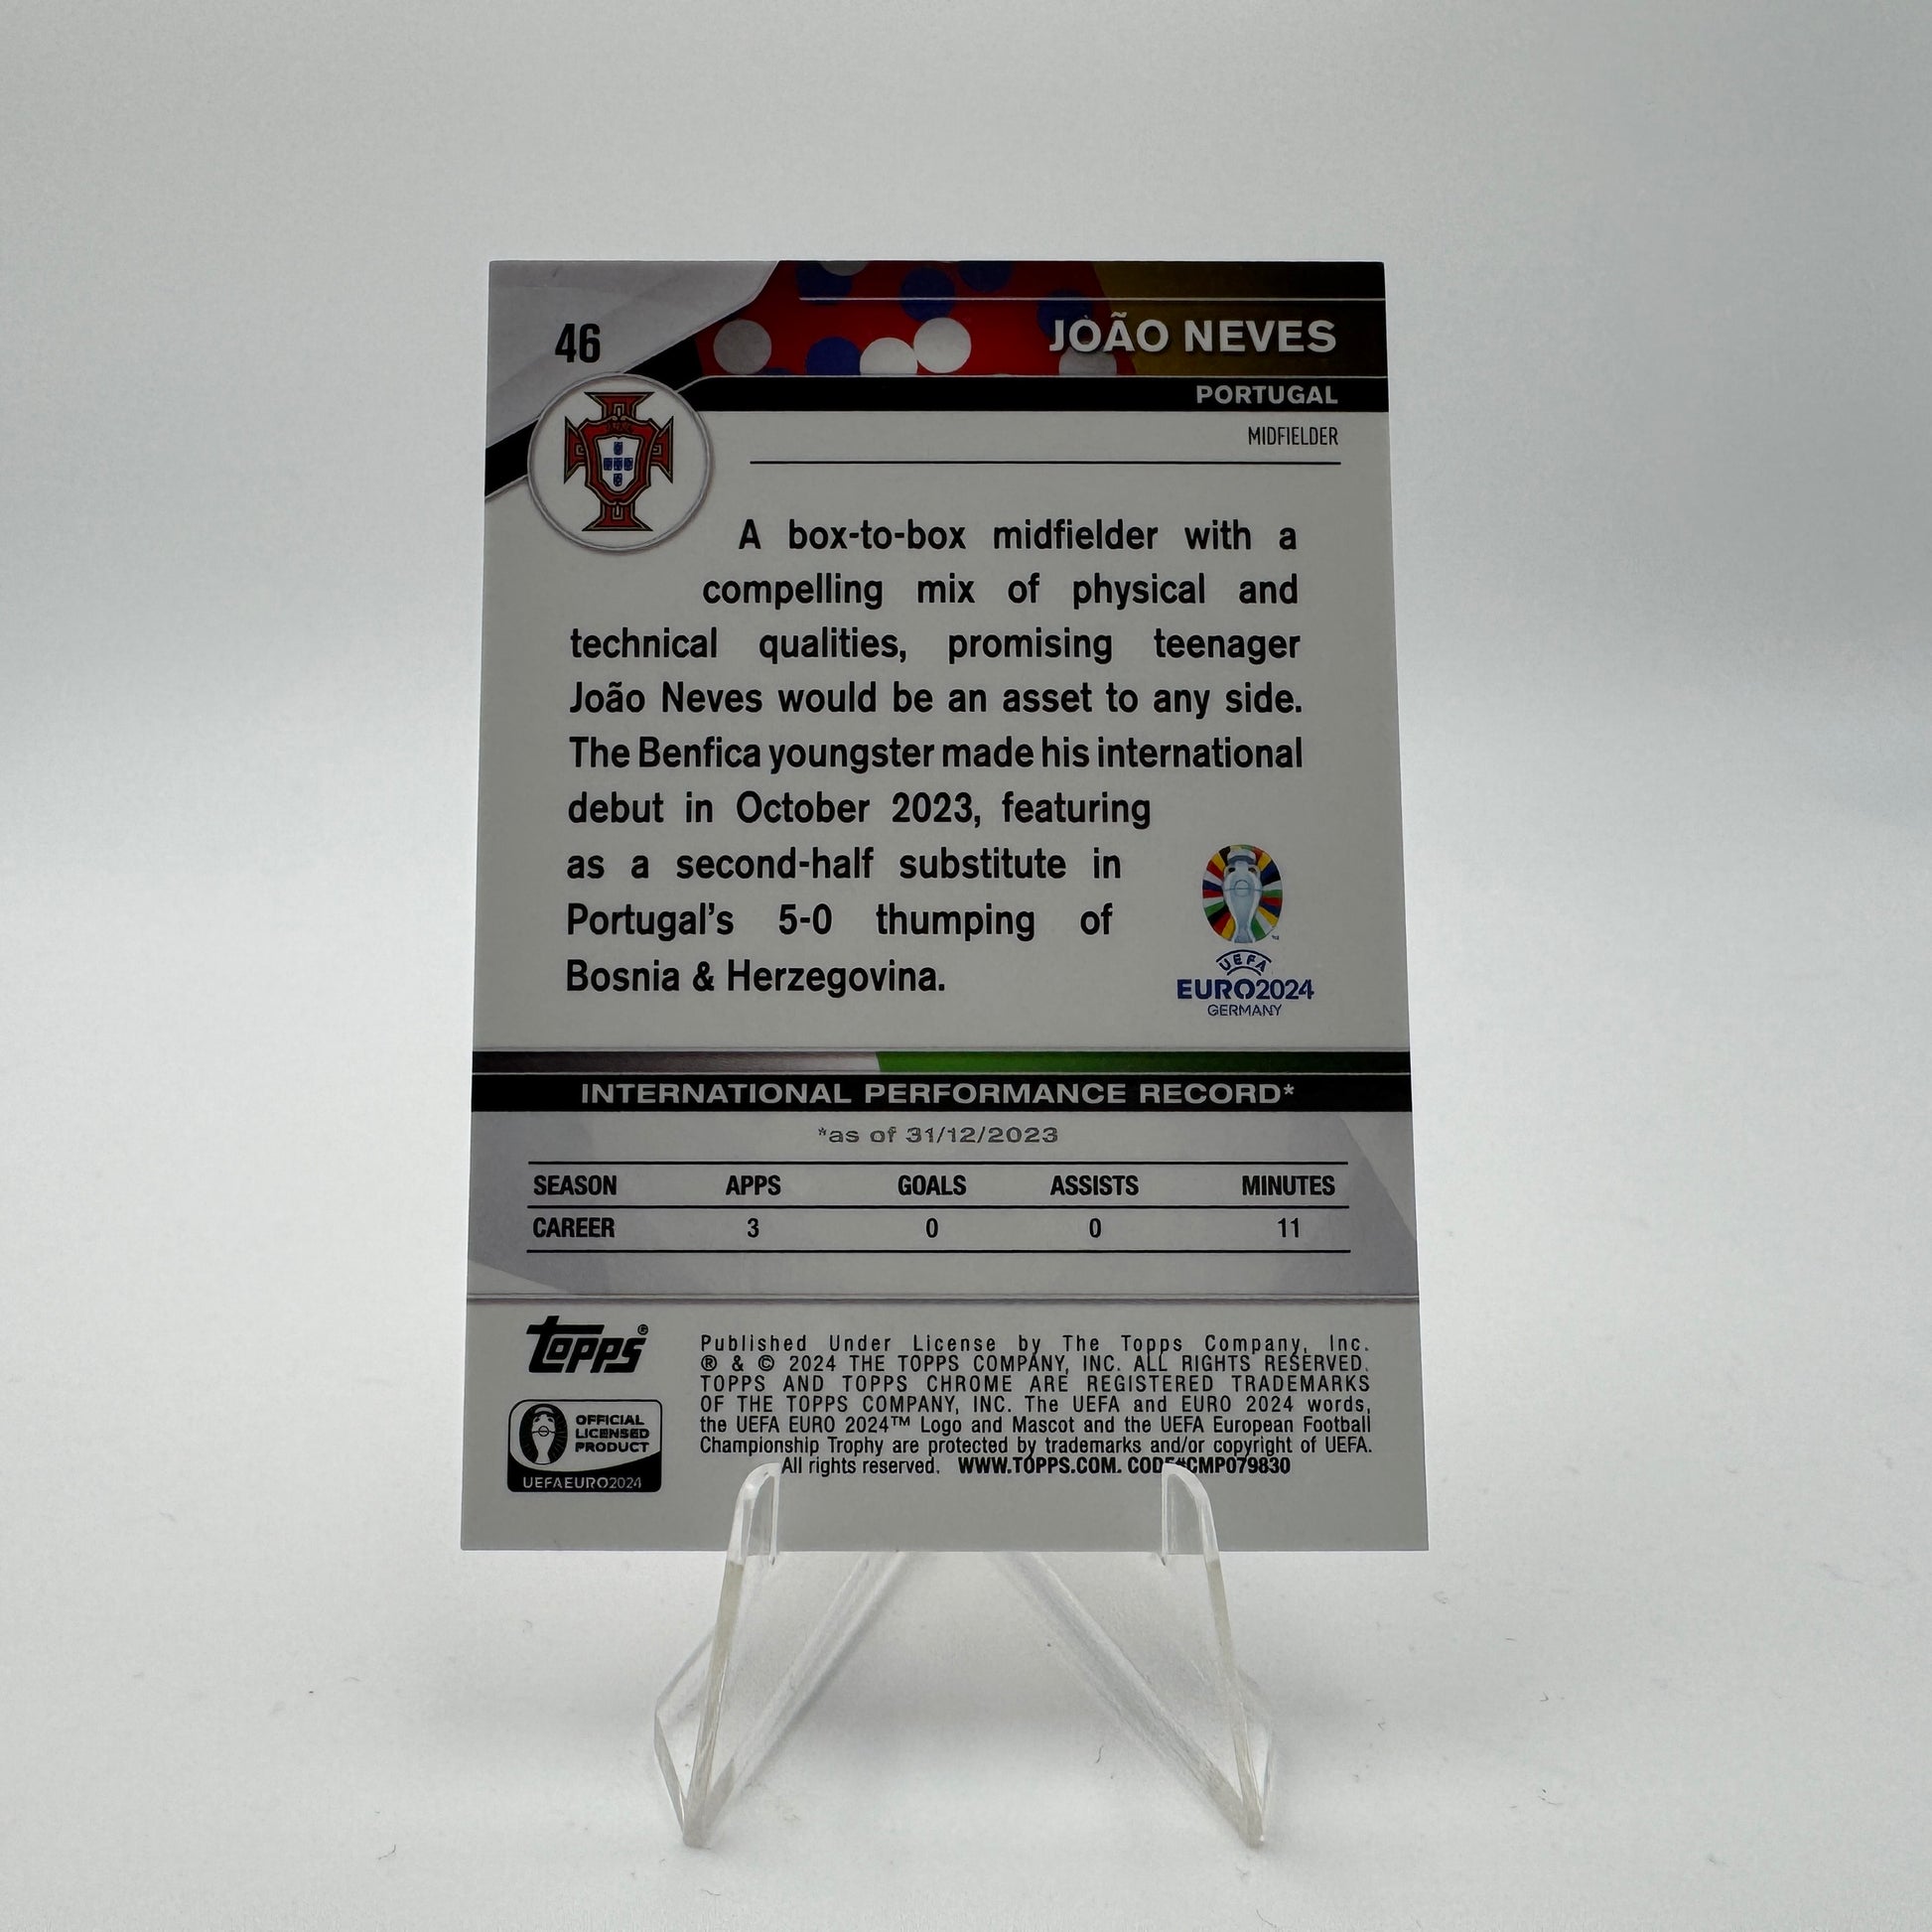 46
JOÃO NEVES
PORTUGAL
MIDFIELDER
A box-to-box midfielder with a
compelling mix of physical and
technical qualities, promising teenager
João Neves would be an asset to any side.
The Benfica youngster made his international
debut in October 2023, featuring
as a second-half substitute in
Portugal's 5-0 thumping of
Bosnia & Herzegovina.
UEFA
EURO2024
GERMANY
INTERNATIONAL PERFORMANCE RECORD*
*as of 31/12/2023
SEASON APPS GOALS ASSISTS MINUTES
CAREER 3 0 0 11
topps
Published Under License by The Topps Company, Inc.
® & © 2024 THE TOPPS COMPANY, INC. ALL RIGHTS RESERVED.
TOPPS AND TOPPS CHROME ARE REGISTERED TRADEMARKS
OF THE TOPPS COMPANY, INC. The UEFA and EURO 2024 words,
the UEFA EURO 2024™ Logo and Mascot and the UEFA European Football
Championship Trophy are protected by trademarks and/or copyright of UEFA.
All rights reserved. WWW.TOPPS.COM. CODE#CMP079830
OFFICIAL
LICENSED
PRODUCT
UEFAEURO2024